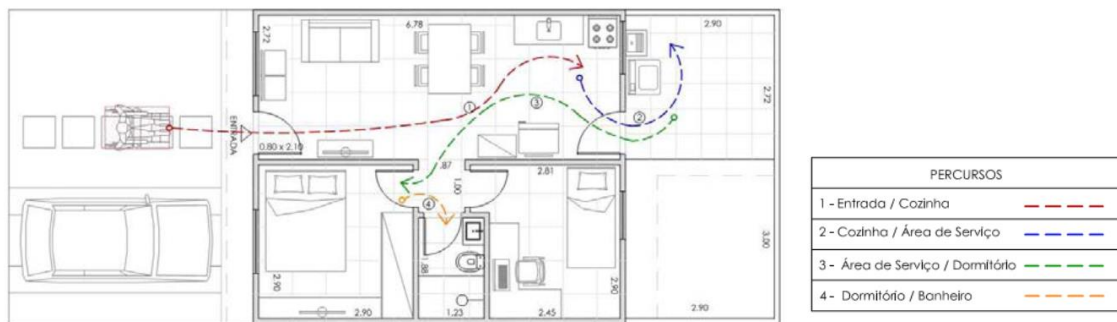 6,78
2.90
2.72
2.72
ENTRADA
0.80 x 2.10
1
3
2
.87
1.00
2.81
4
2.90
1.88
2.90
2.90
1,23
2.45
3.00
2.90
PERCURSOS
1 - Entrada / Cozinha
2 - Cozinha / Área de Serviço
3 - Área de Serviço / Dormitório
4 - Dormitório / Banheiro